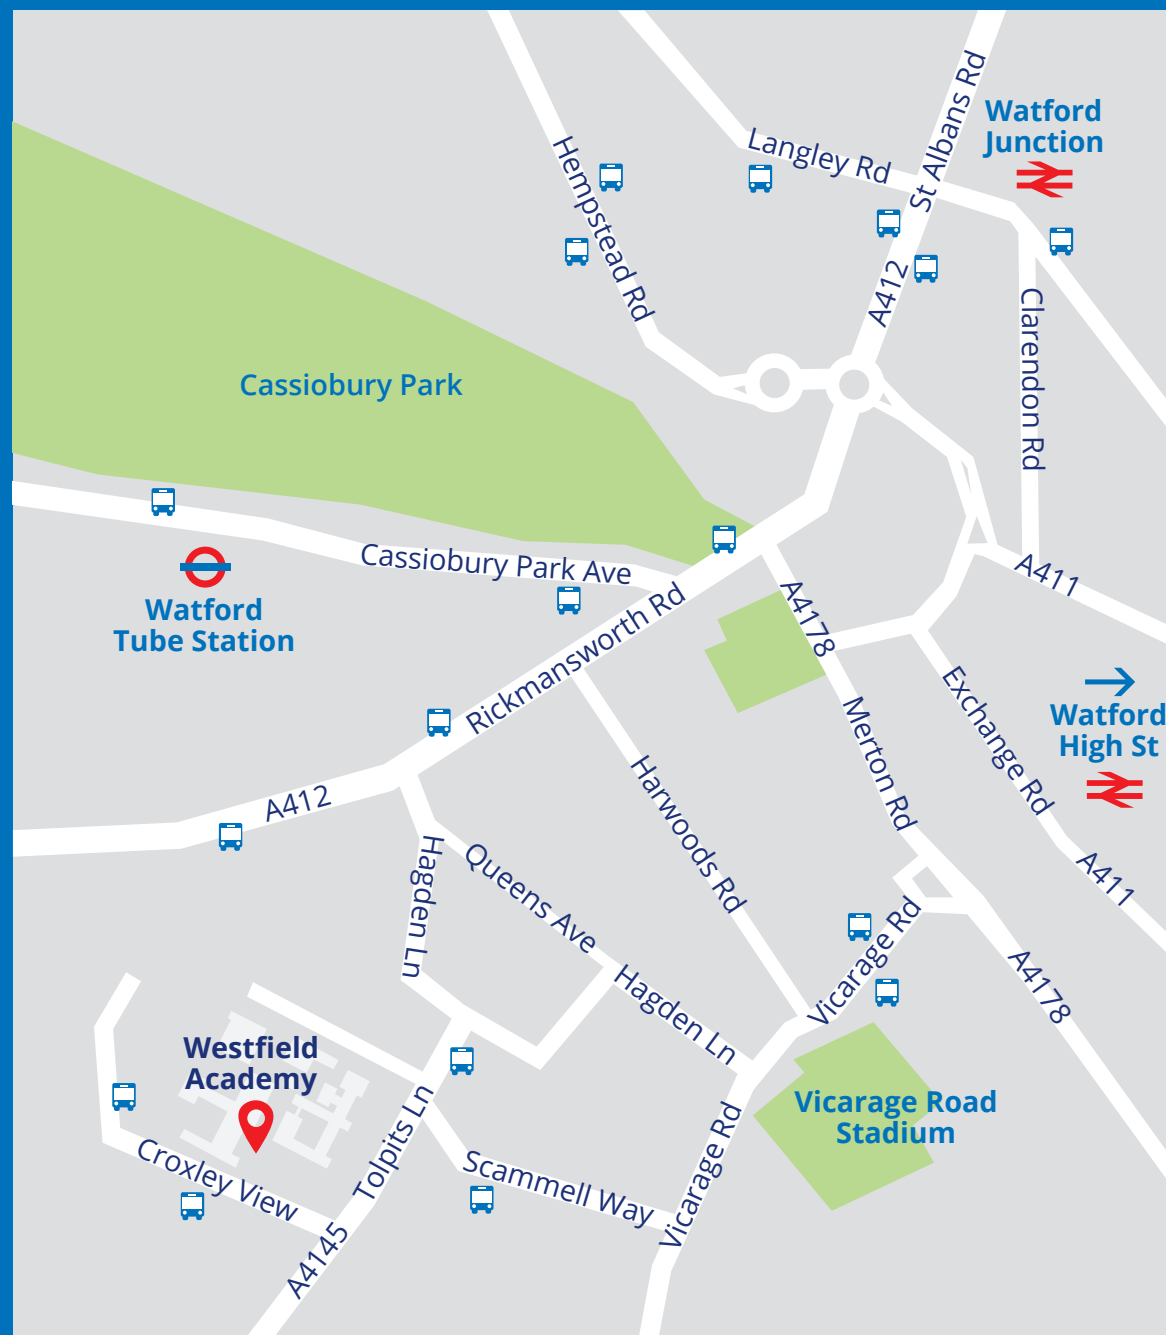 St Albans Rd
Watford
Junction
Langley Rd
Hempstead Rd
A412
Clarendon Rd
Cassiobury Park
Cassiobury Park Ave
A411
Watford
Tube Station
A4178
Rickmansworth Rd
Exchange Rd
Watford
High St
Merton Rd
A412
Harwoods Rd
Hagden Ln
Queens Ave
A411
Vicarage Rd
A4178
Hagden Ln
Westfield
Academy
Tolpits Ln
Vicarage Road
Stadium
Croxley View
Scammell Way
Vicarage Rd
A4145